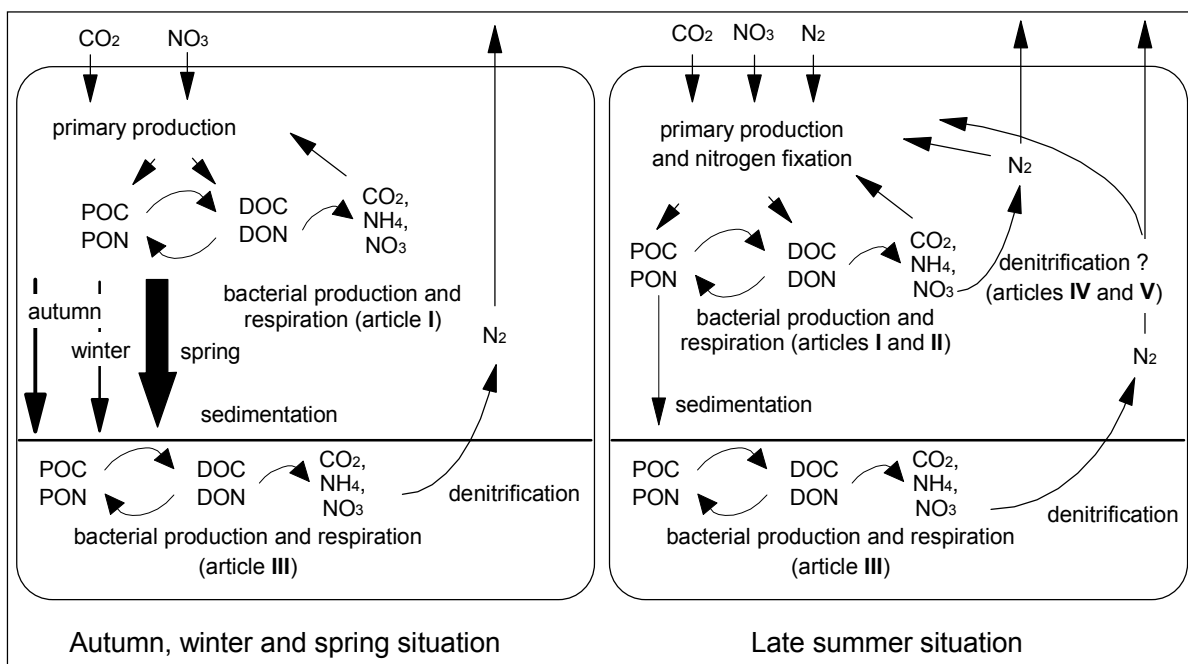 CO2 NO3
primary production
POC DOC CO2,
PON DON NH4,
NO3
bacterial production and
respiration (article I)
autumn
winter
spring
N2
sedimentation
POC DOC CO2,
PON DON NH4,
NO3
denitrification
bacterial production and respiration
(article III)
Autumn, winter and spring situation
CO2 NO3 N2
primary production
and nitrogen fixation
N2
POC DOC CO2,
PON DON NH4,
NO3
denitrification ?
(articles IV and V)
bacterial production and
respiration (articles I and II)
N2
sedimentation
POC DOC CO2,
PON DON NH4,
NO3
denitrification
bacterial production and respiration
(article III)
Late summer situation